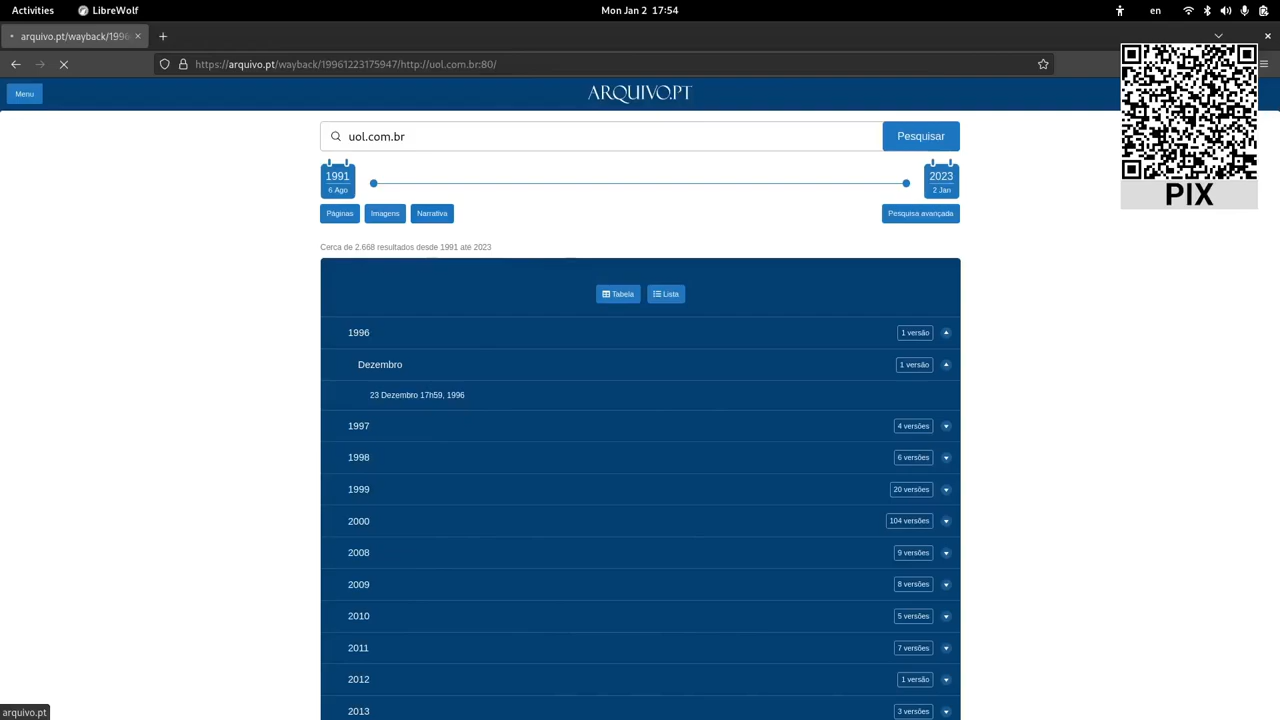 Activities LibreWolf Mon Jan 2 17:54 en
arquivo.pt/wayback/1996
https://arquivo.pt/wayback/19961223175947/http://uol.com.br:80/
Menu ARQUIVO.PT
uol.com.br Pesquisar
1991 2023
6 Ago 2 Jan
PIX
Páginas Imagens Narrativa Pesquisa avançada
Cerca de 2.668 resultados desde 1991 até 2023
Tabela Lista
1996 1 versão
Dezembro 1 versão
23 Dezembro 17h59, 1996
1997 4 versões
1998 6 versões
1999 20 versões
2000 104 versões
2008 9 versões
2009 8 versões
2010 5 versões
2011 7 versões
2012 1 versão
2013 3 versões
arquivo.pt